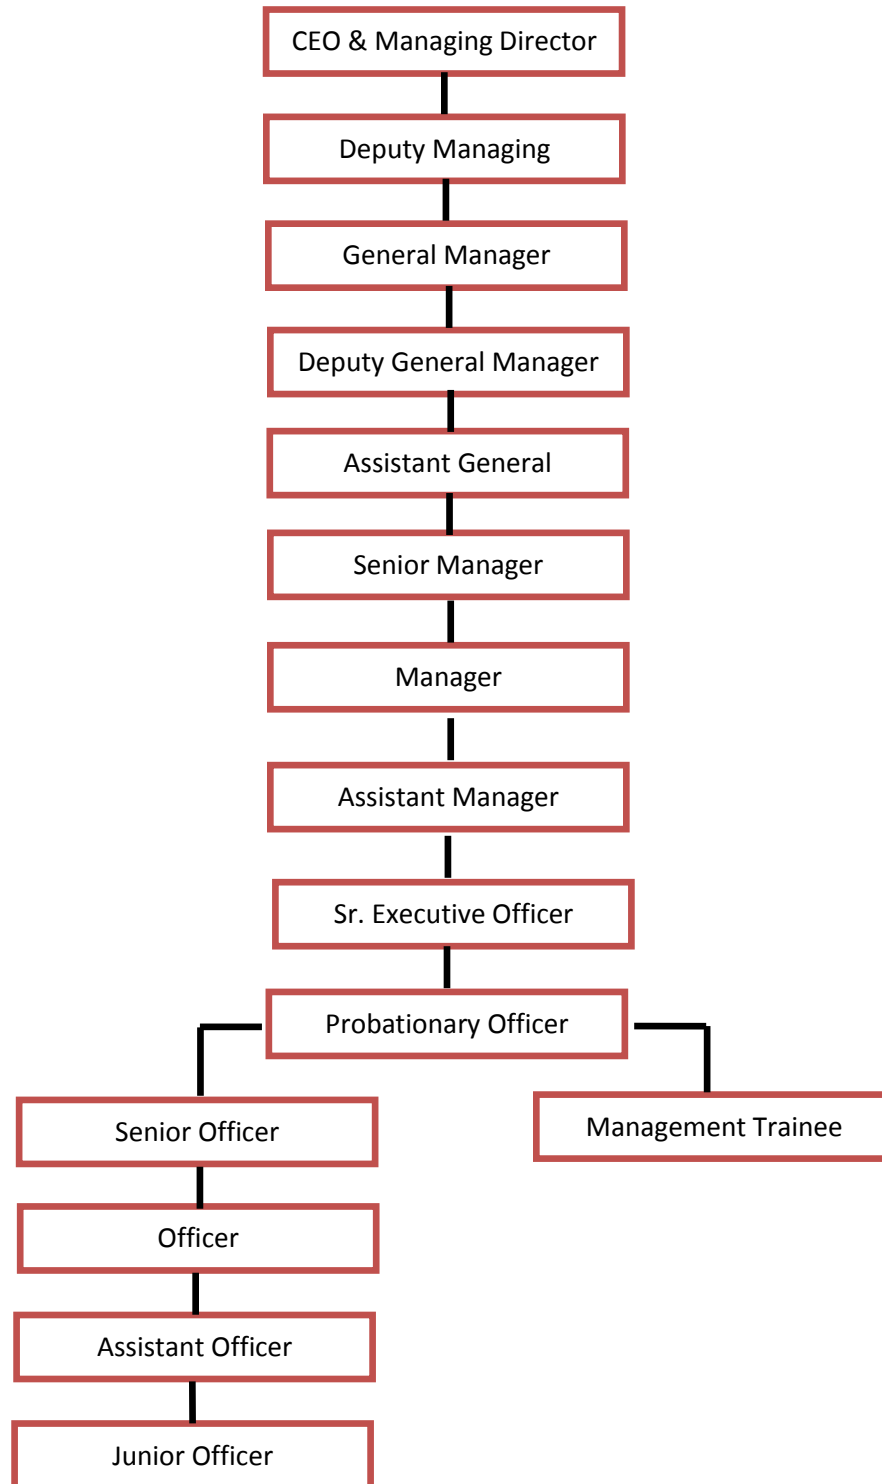 CEO & Managing Director
Deputy Managing
General Manager
Deputy General Manager
Assistant General
Senior Manager
Manager
Assistant Manager
Sr. Executive Officer
Probationary Officer
Senior Officer
Management Trainee
Officer
Assistant Officer
Junior Officer